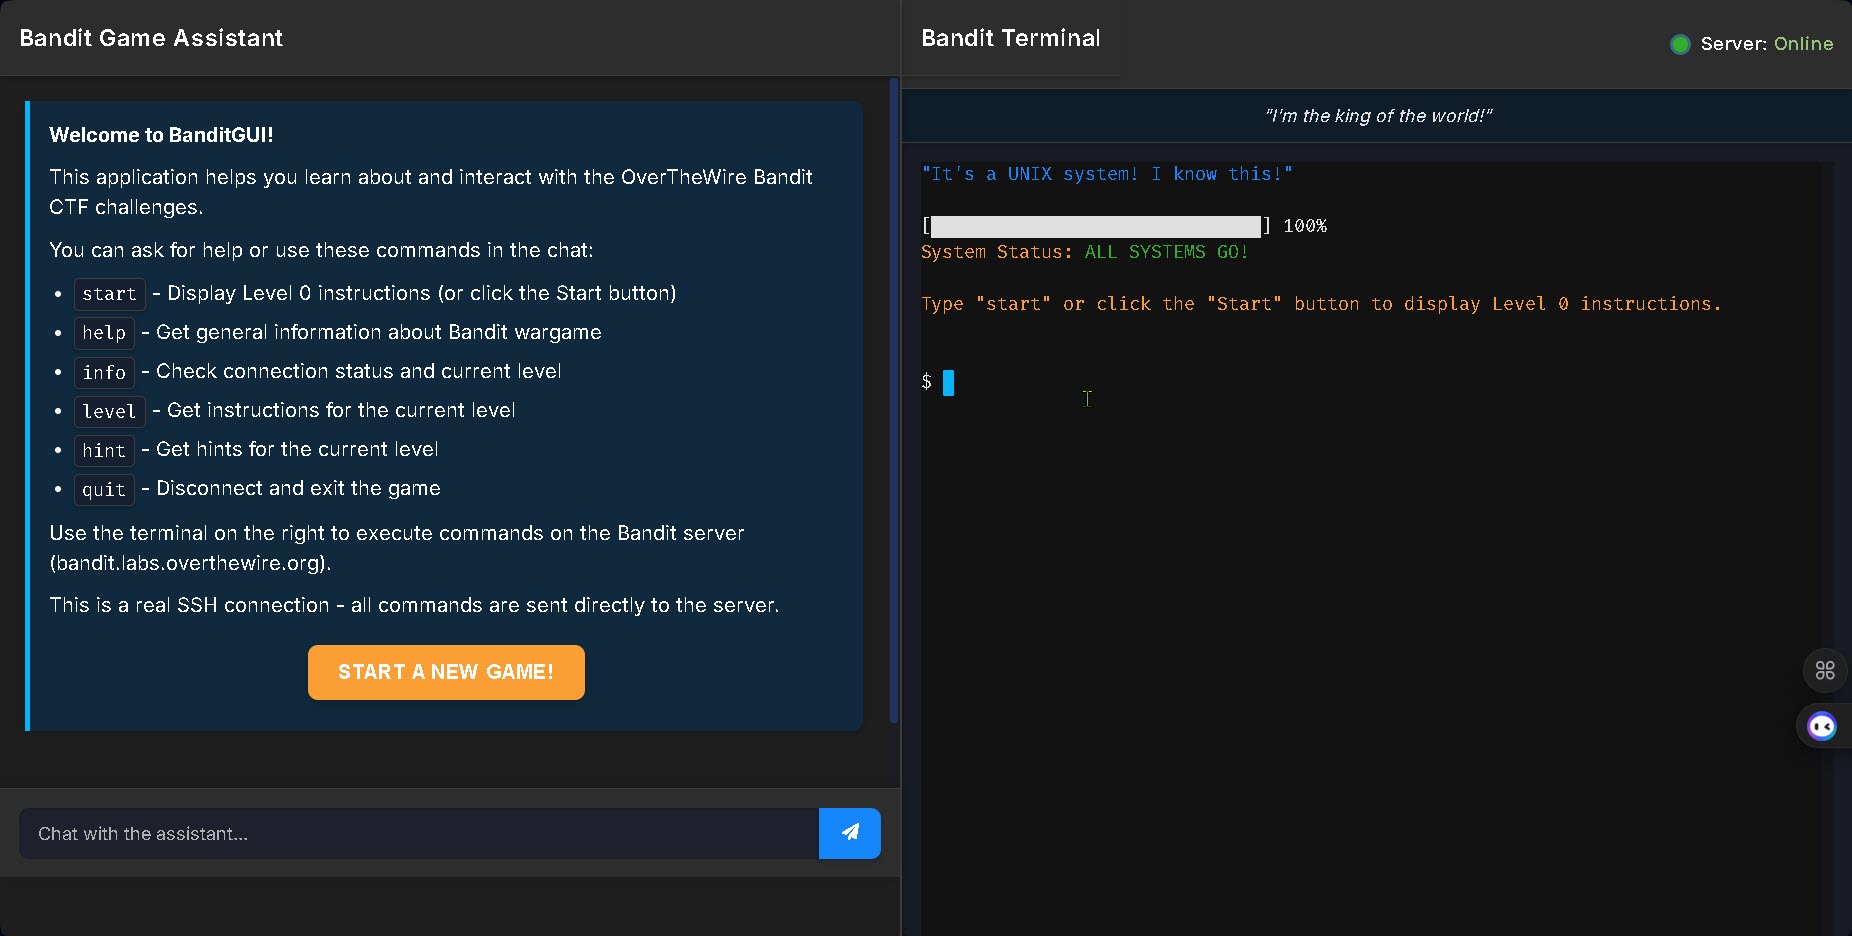 Bandit Game Assistant
Welcome to BanditGUI!
This application helps you learn about and interact with the OverTheWire Bandit
CTF challenges.
You can ask for help or use these commands in the chat:
• start - Display Level 0 instructions (or click the Start button)
• help - Get general information about Bandit wargame
• info - Check connection status and current level
• level - Get instructions for the current level
• hint - Get hints for the current level
• quit - Disconnect and exit the game
Use the terminal on the right to execute commands on the Bandit server
(bandit.labs.overthewire.org).
This is a real SSH connection - all commands are sent directly to the server.
START A NEW GAME!
Chat with the assistant...
Bandit Terminal
Server: Online
"I'm the king of the world!"
"It's a UNIX system! I know this!"
[ ] 100%
System Status: ALL SYSTEMS GO!
Type "start" or click the "Start" button to display Level 0 instructions.
$